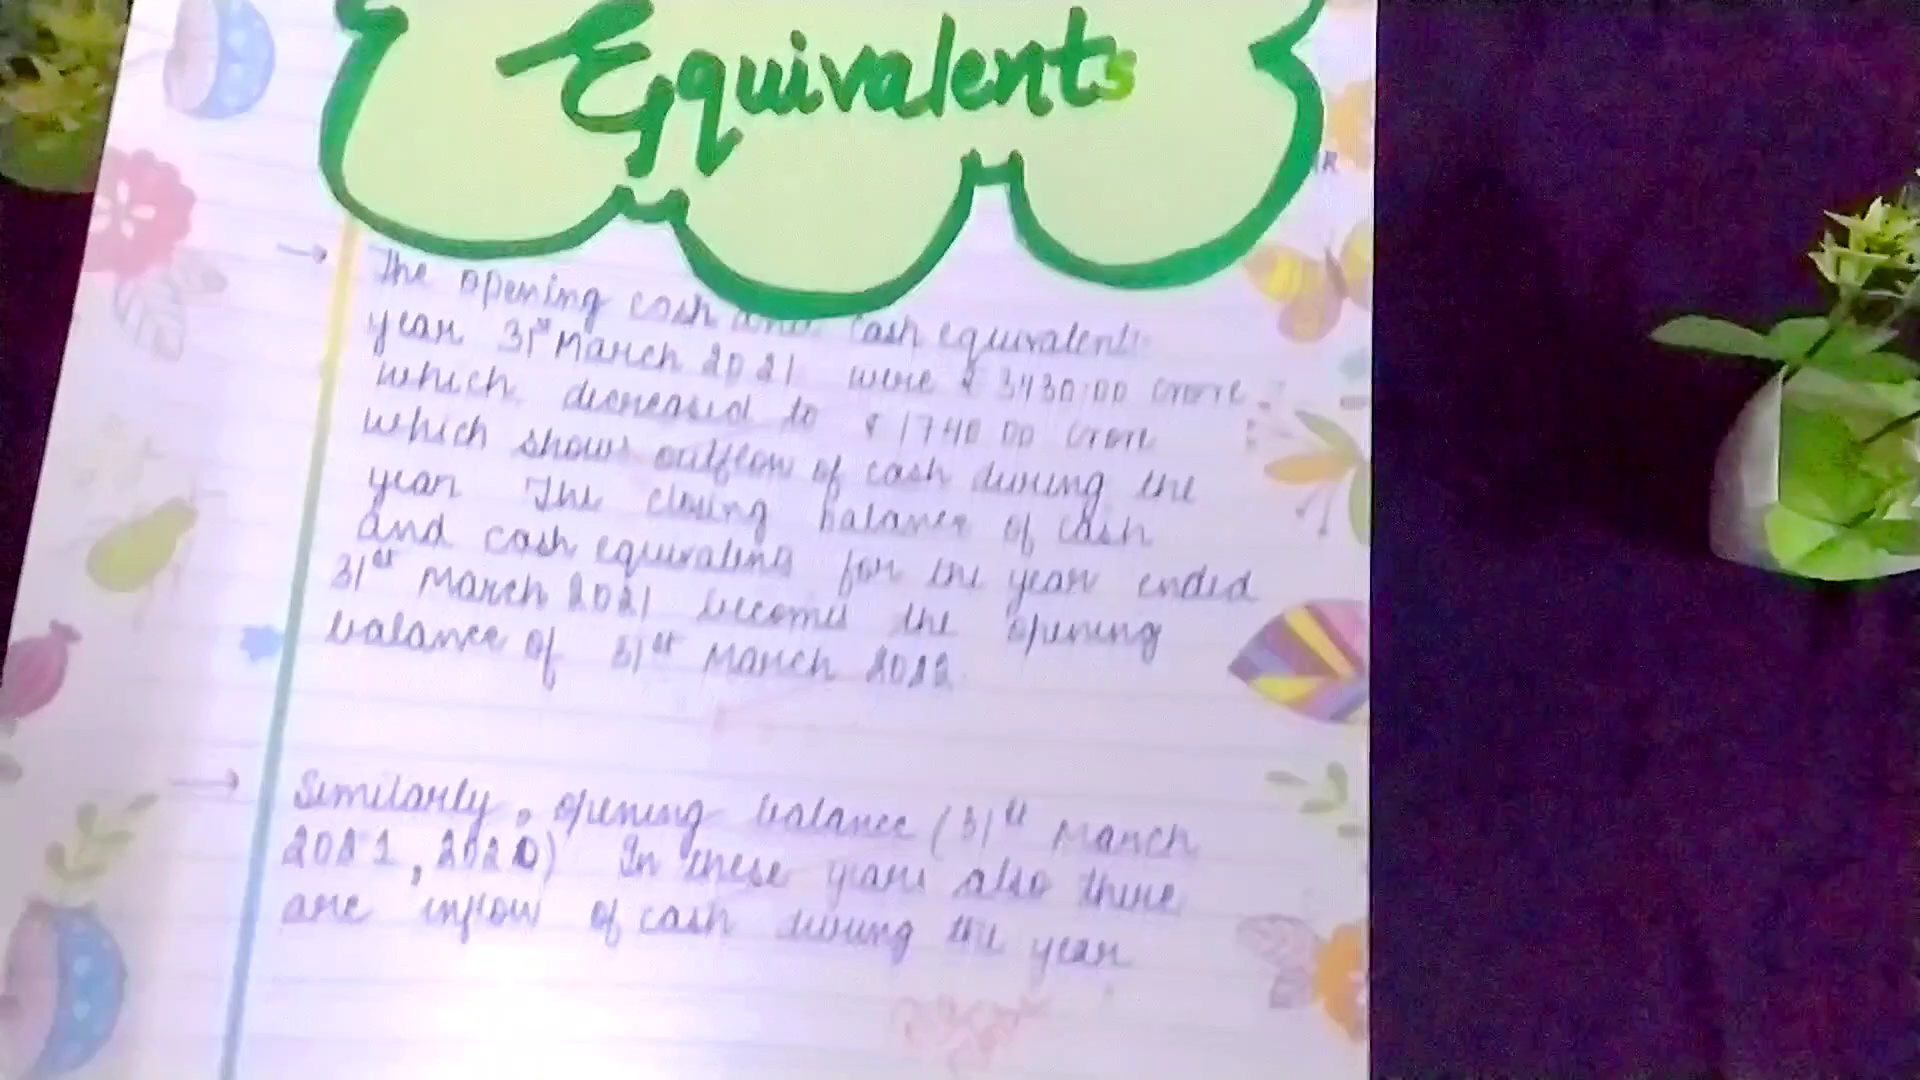 Equivalents
The opening cash and cash equivalents
year 31st March 2021 were ₹ 3430.00 crore
which decreased to ₹ 1740.00 crore
which shows outflow of cash during the
year. The closing balance of cash
and cash equivalents for the year ended
31st March 2021 becomes the opening
balance of 31st March 2022.
Similarly, opening balance (31st March
2021, 2020) In these years also there
are inflow of cash during the year